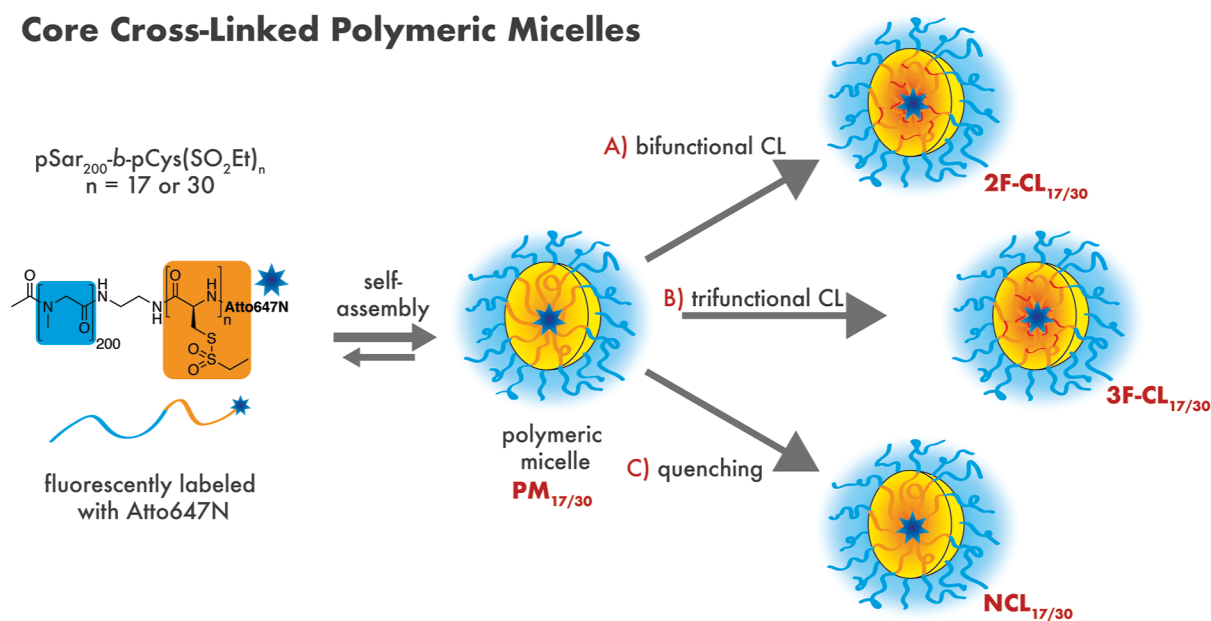 Core Cross-Linked Polymeric Micelles
pSar₂₀₀-b-pCys(SO₂Et)ₙ
n = 17 or 30
O
N
O
200
H
N
N
H
O
H
N
n
Atto647N
S
O
S
O
fluorescently labeled
with Atto647N
self-
assembly
polymeric
micelle
PM₁₇/₃₀
A) bifunctional CL
2F-CL₁₇/₃₀
B) trifunctional CL
3F-CL₁₇/₃₀
C) quenching
NCL₁₇/₃₀